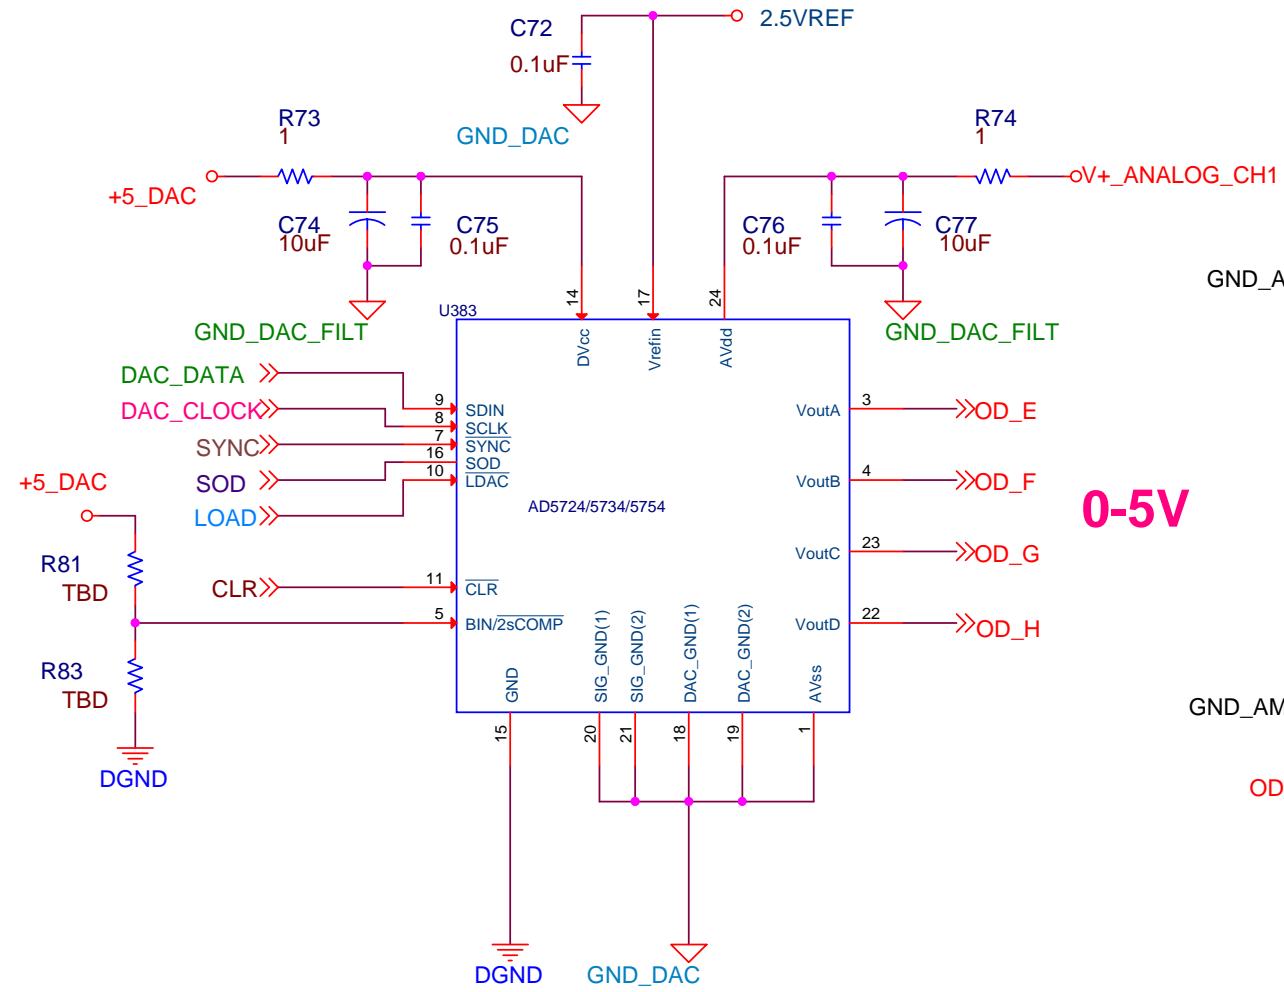 C72
2.5VREF
0.1uF
GND_DAC
R73
1
R74
1
+5_DAC
V+_ANALOG_CH1
C74
10uF
C75
0.1uF
C76
0.1uF
C77
10uF
GND_A
14
17
24
U383
GND_DAC_FILT
GND_DAC_FILT
DVcc
Vrefin
AVdd
DAC_DATA
9
SDIN
VoutA
3
OD_E
DAC_CLOCK
8
SCLK
SYNC
7
SYNC
16
SOD
SOD
10
LDAC
VoutB
4
OD_F
+5_DAC
LOAD
AD5724/5734/5754
0-5V
R81
TBD
VoutC
23
OD_G
CLR
11
CLR
5
BIN/2sCOMP
VoutD
22
OD_H
R83
TBD
GND
SIG_GND(1)
SIG_GND(2)
DAC_GND(1)
DAC_GND(2)
AVss
15
20
21
18
19
1
GND_AM
DGND
OD
DGND
GND_DAC